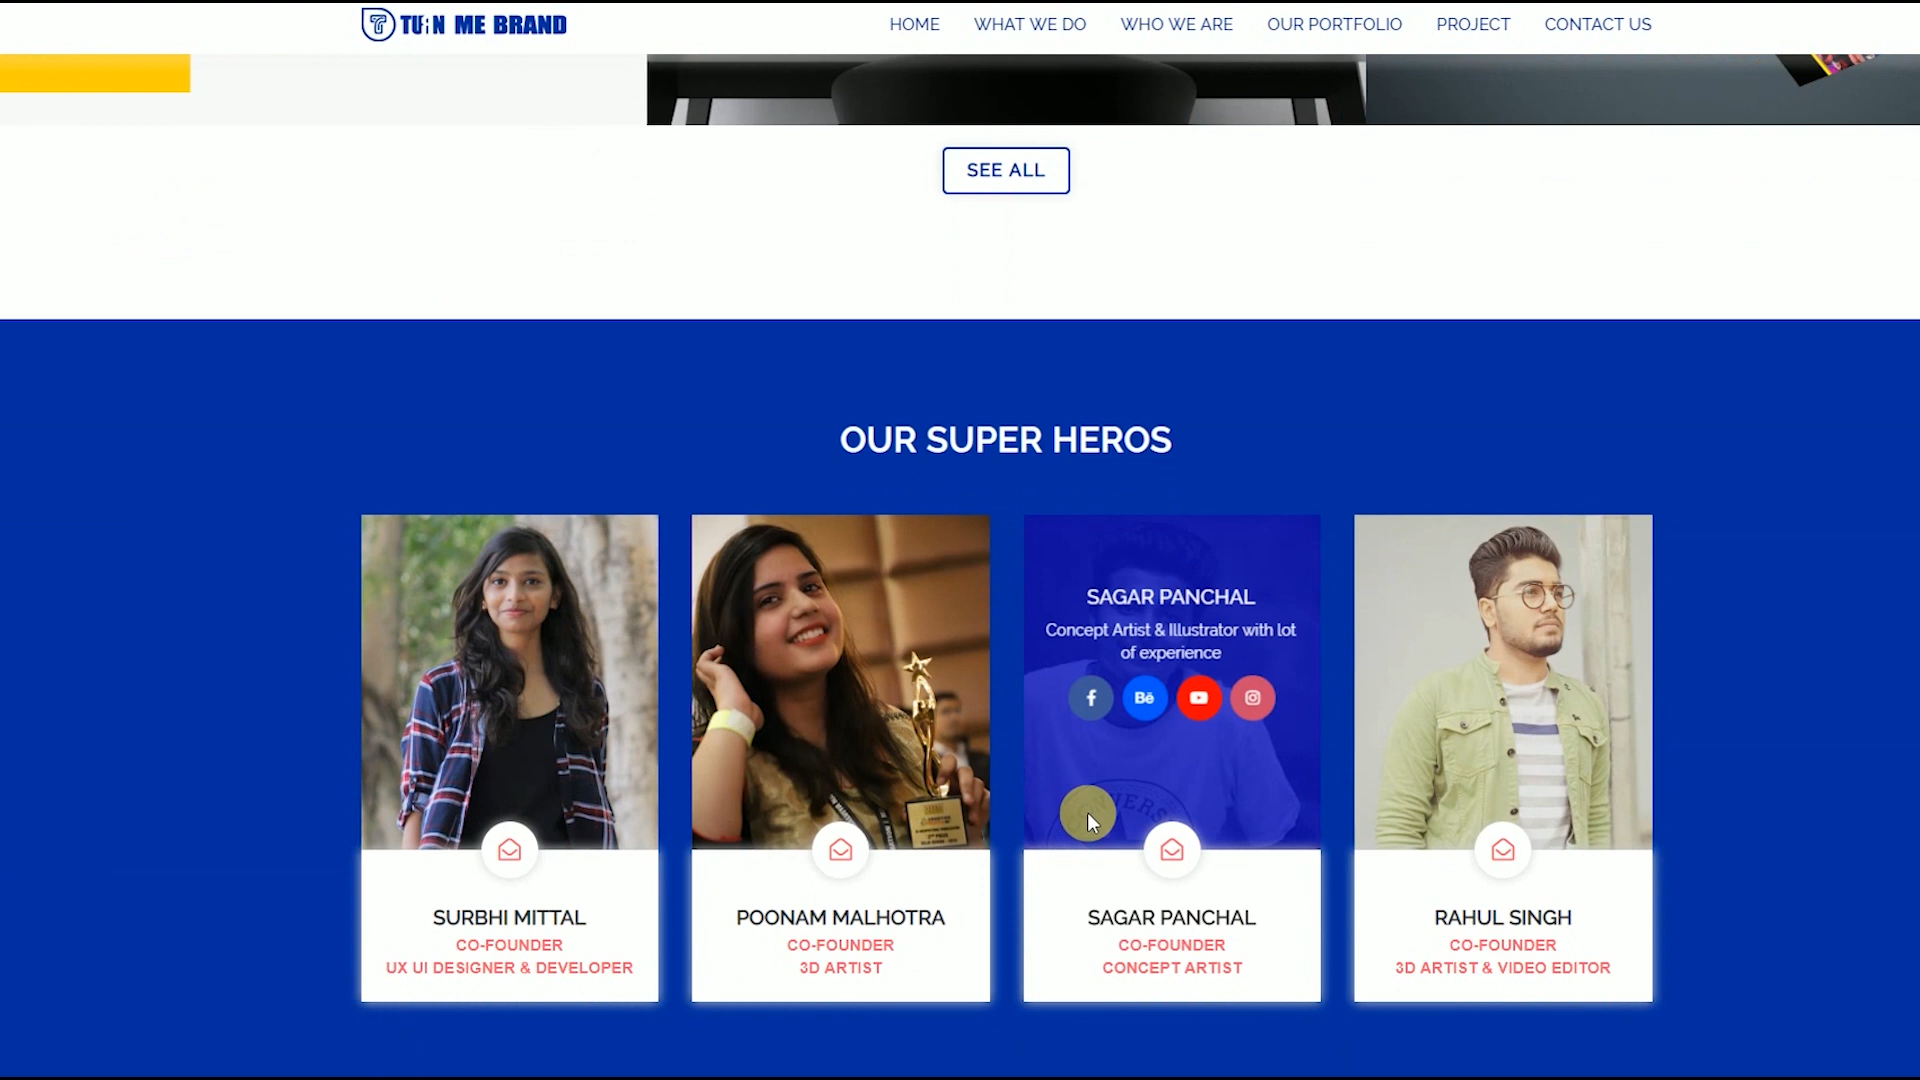 TURN ME BRAND
HOME WHAT WE DO WHO WE ARE OUR PORTFOLIO PROJECT CONTACT US
SEE ALL
OUR SUPER HEROS
SAGAR PANCHAL
Concept Artist & Illustrator with lot
of experience
f Bē
SURBHI MITTAL
CO-FOUNDER
UX UI DESIGNER & DEVELOPER
POONAM MALHOTRA
CO-FOUNDER
3D ARTIST
SAGAR PANCHAL
CO-FOUNDER
CONCEPT ARTIST
RAHUL SINGH
CO-FOUNDER
3D ARTIST & VIDEO EDITOR